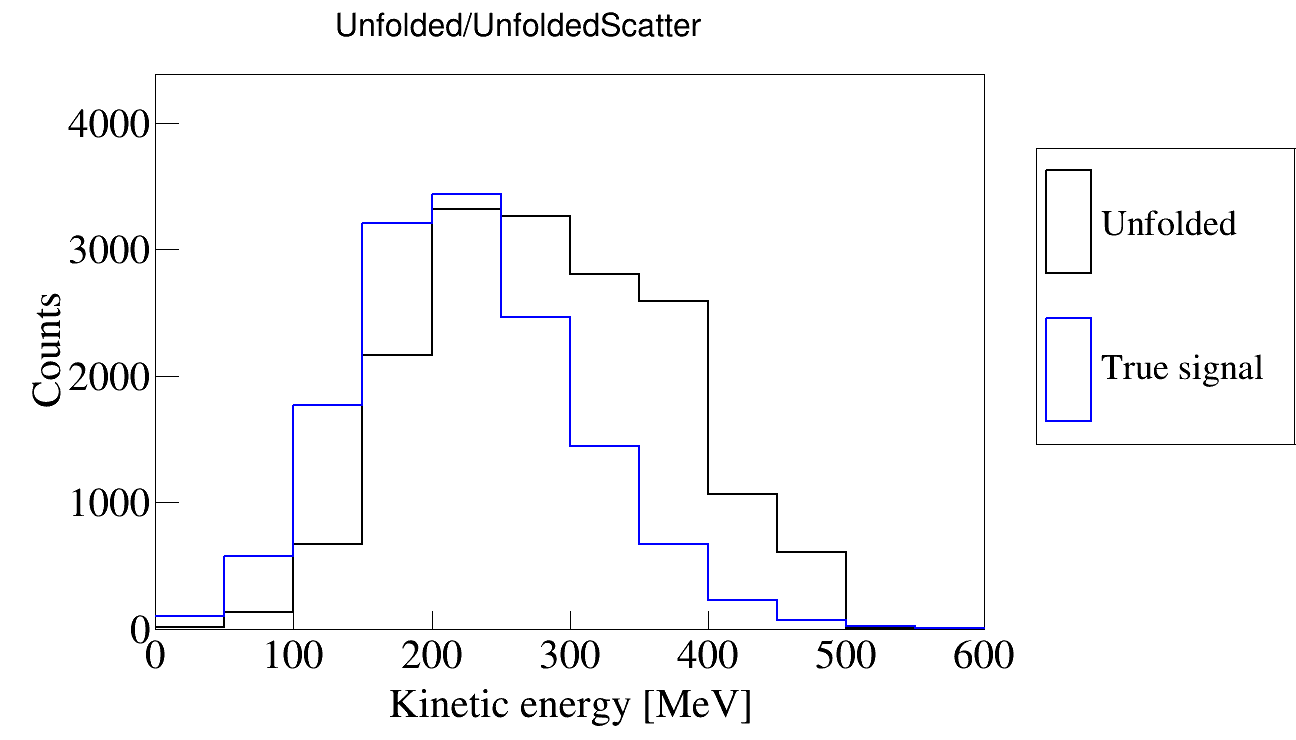 Unfolded/UnfoldedScatter
4000
3000
2000
1000
0
Counts
0 100 200 300 400 500 600
Kinetic energy [MeV]
Unfolded
True signal